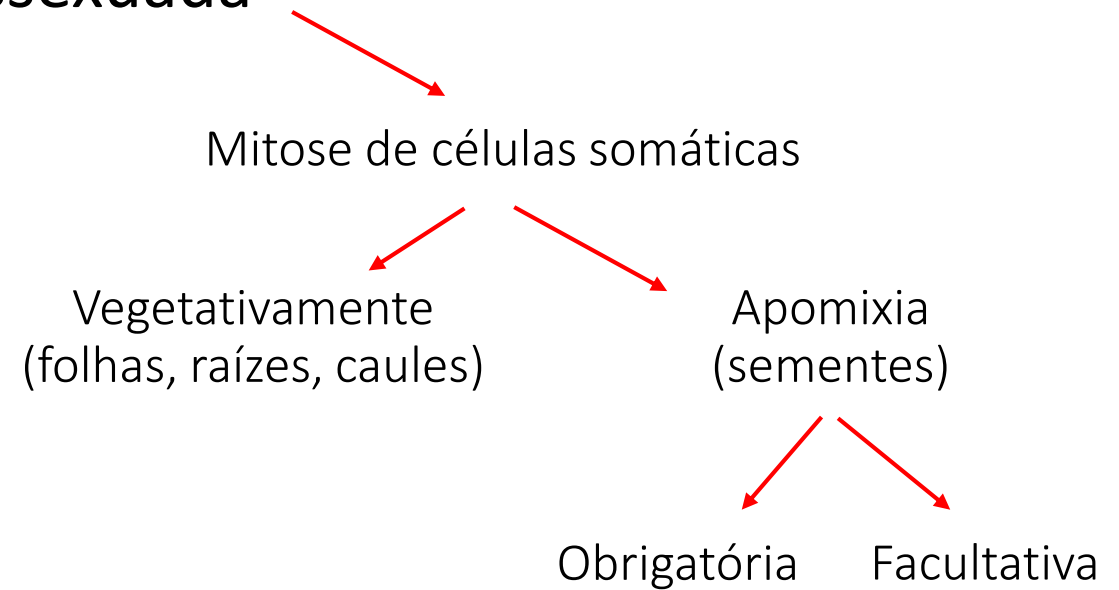 Mitose de células somáticas
Vegetativamente
(folhas, raízes, caules)
Apomixia
(sementes)
Obrigatória
Facultativa